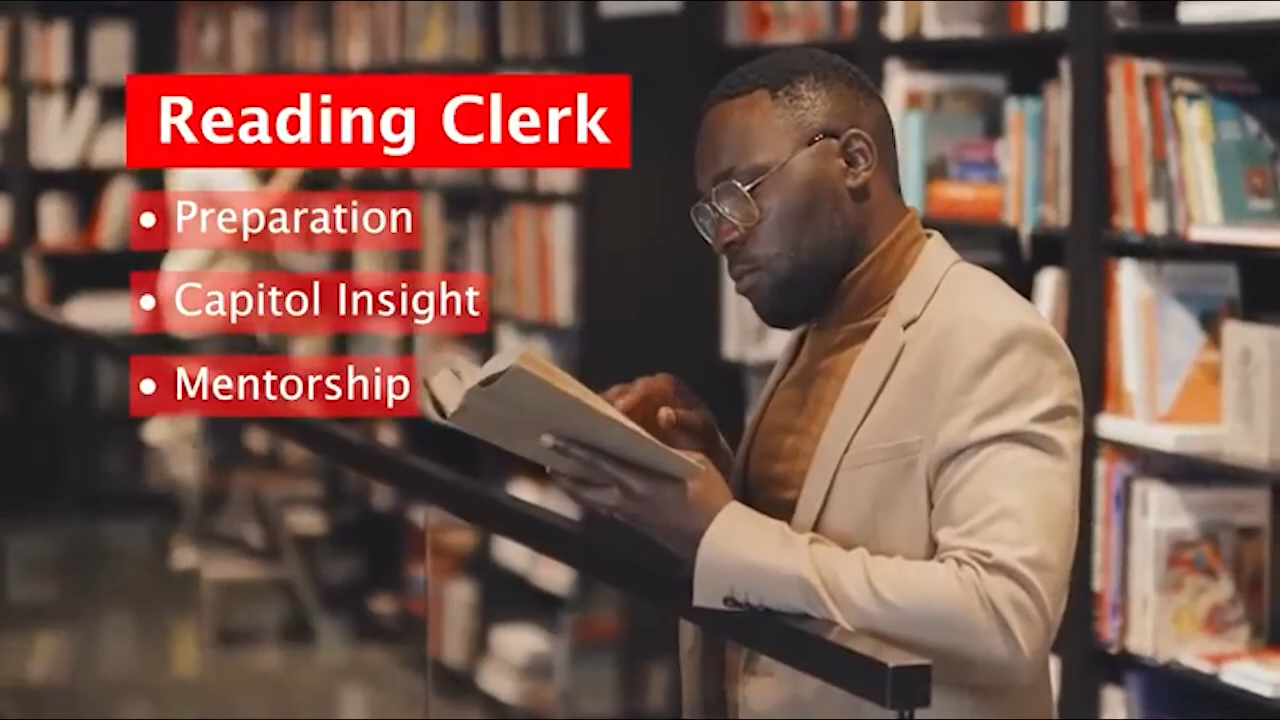 Reading Clerk
• Preparation
• Capitol Insight
• Mentorship